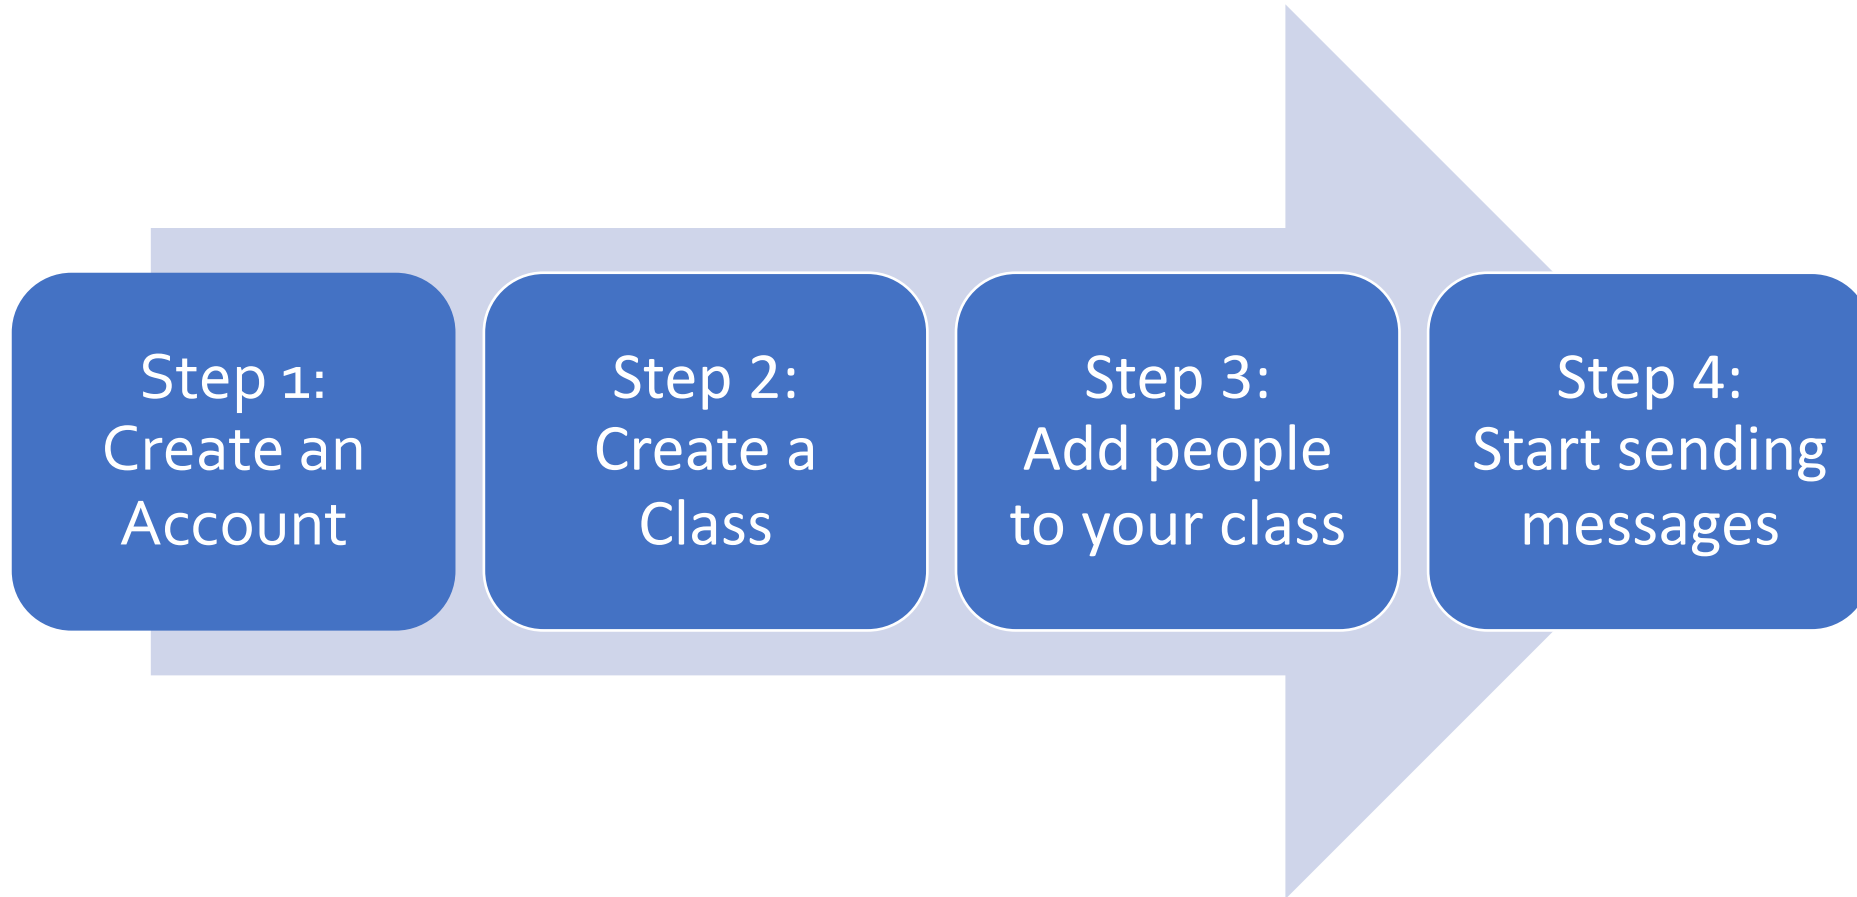 Step 1:
Create an
Account
Step 2:
Create a
Class
Step 3:
Add people
to your class
Step 4:
Start sending
messages